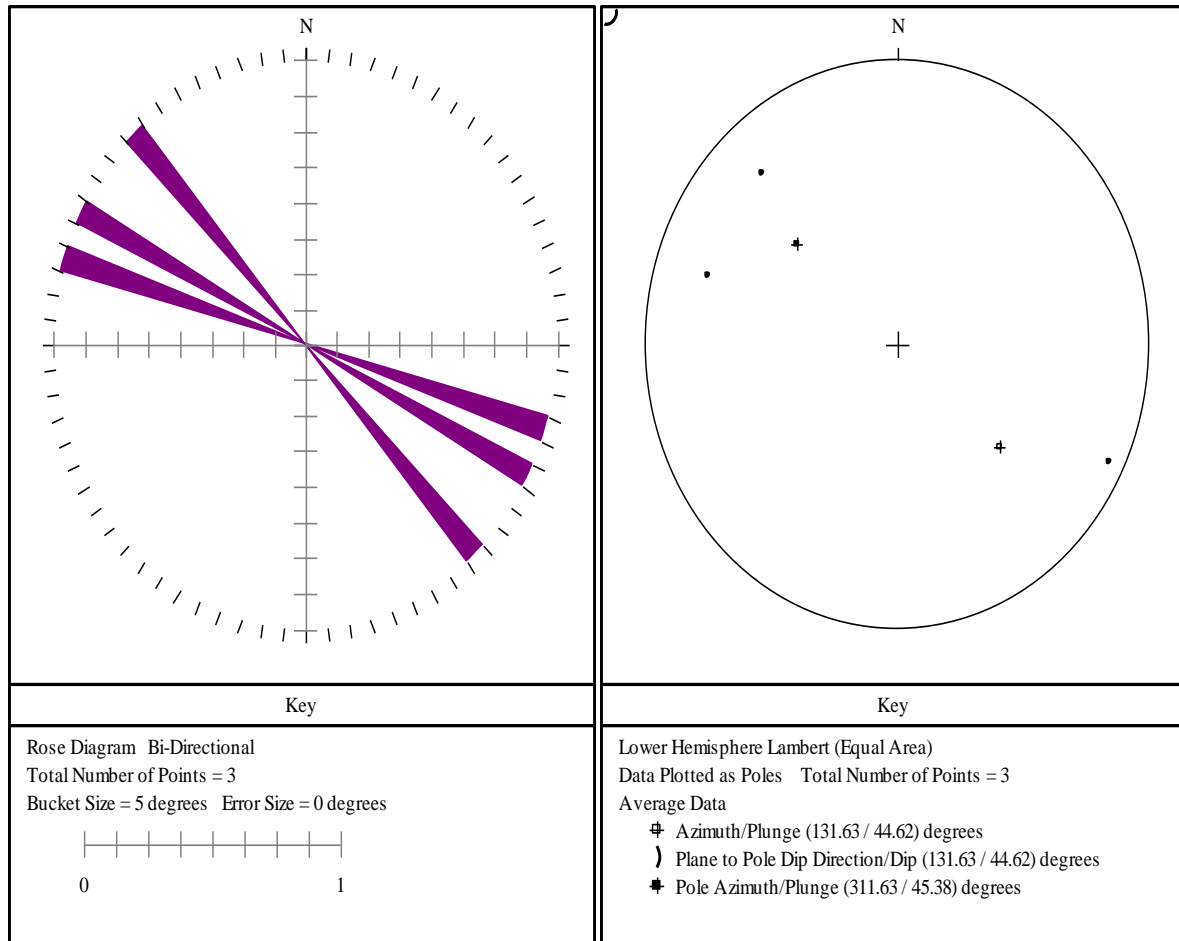 N
Key
Rose Diagram Bi-Directional
Total Number of Points = 3
Bucket Size = 5 degrees Error Size = 0 degrees
0 1
N
Key
Lower Hemisphere Lambert (Equal Area)
Data Plotted as Poles Total Number of Points = 3
Average Data
Azimuth/Plunge (131.63 / 44.62) degrees
Plane to Pole Dip Direction/Dip (131.63 / 44.62) degrees
Pole Azimuth/Plunge (311.63 / 45.38) degrees